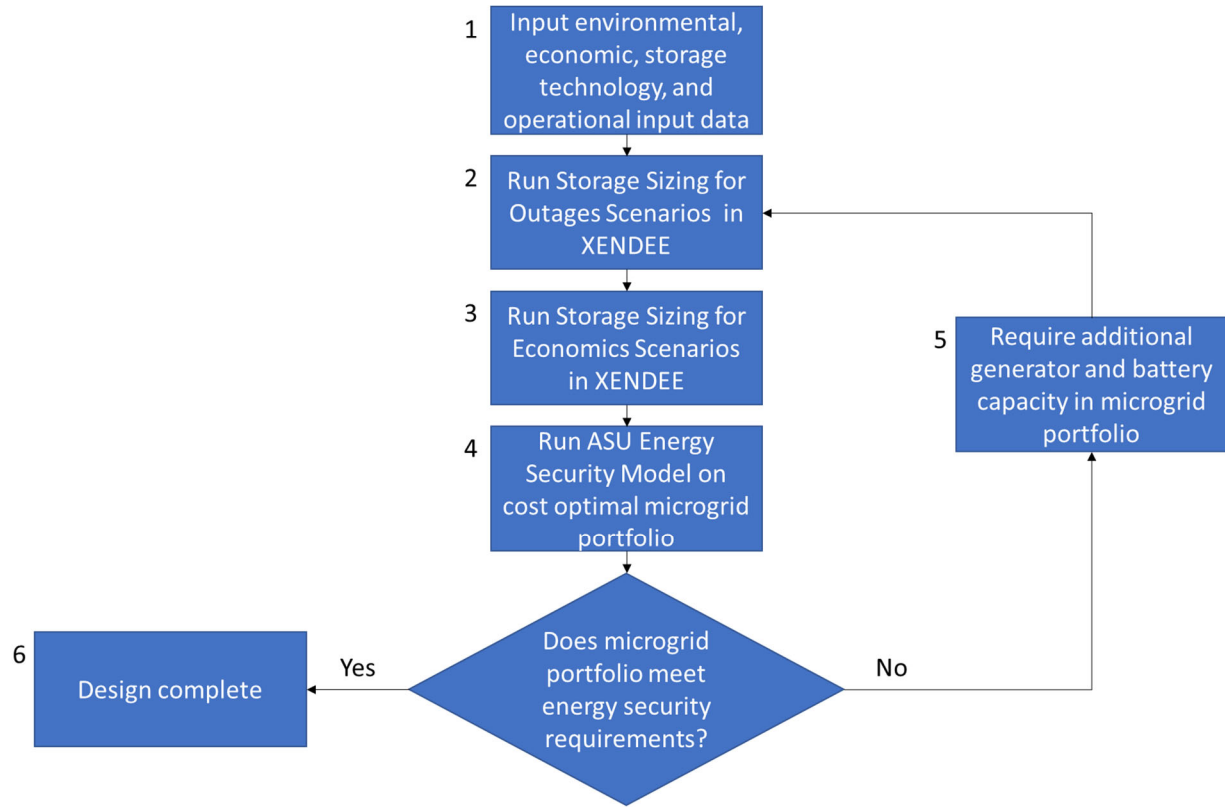 1
Input environmental,
economic, storage
technology, and
operational input data
2
Run Storage Sizing for
Outages Scenarios in
XENDEE
3
Run Storage Sizing for
Economics Scenarios
in XENDEE
4
Run ASU Energy
Security Model on
cost optimal microgrid
portfolio
5
Require additional
generator and battery
capacity in microgrid
portfolio
Does microgrid
portfolio meet
energy security
requirements?
Yes
No
6
Design complete